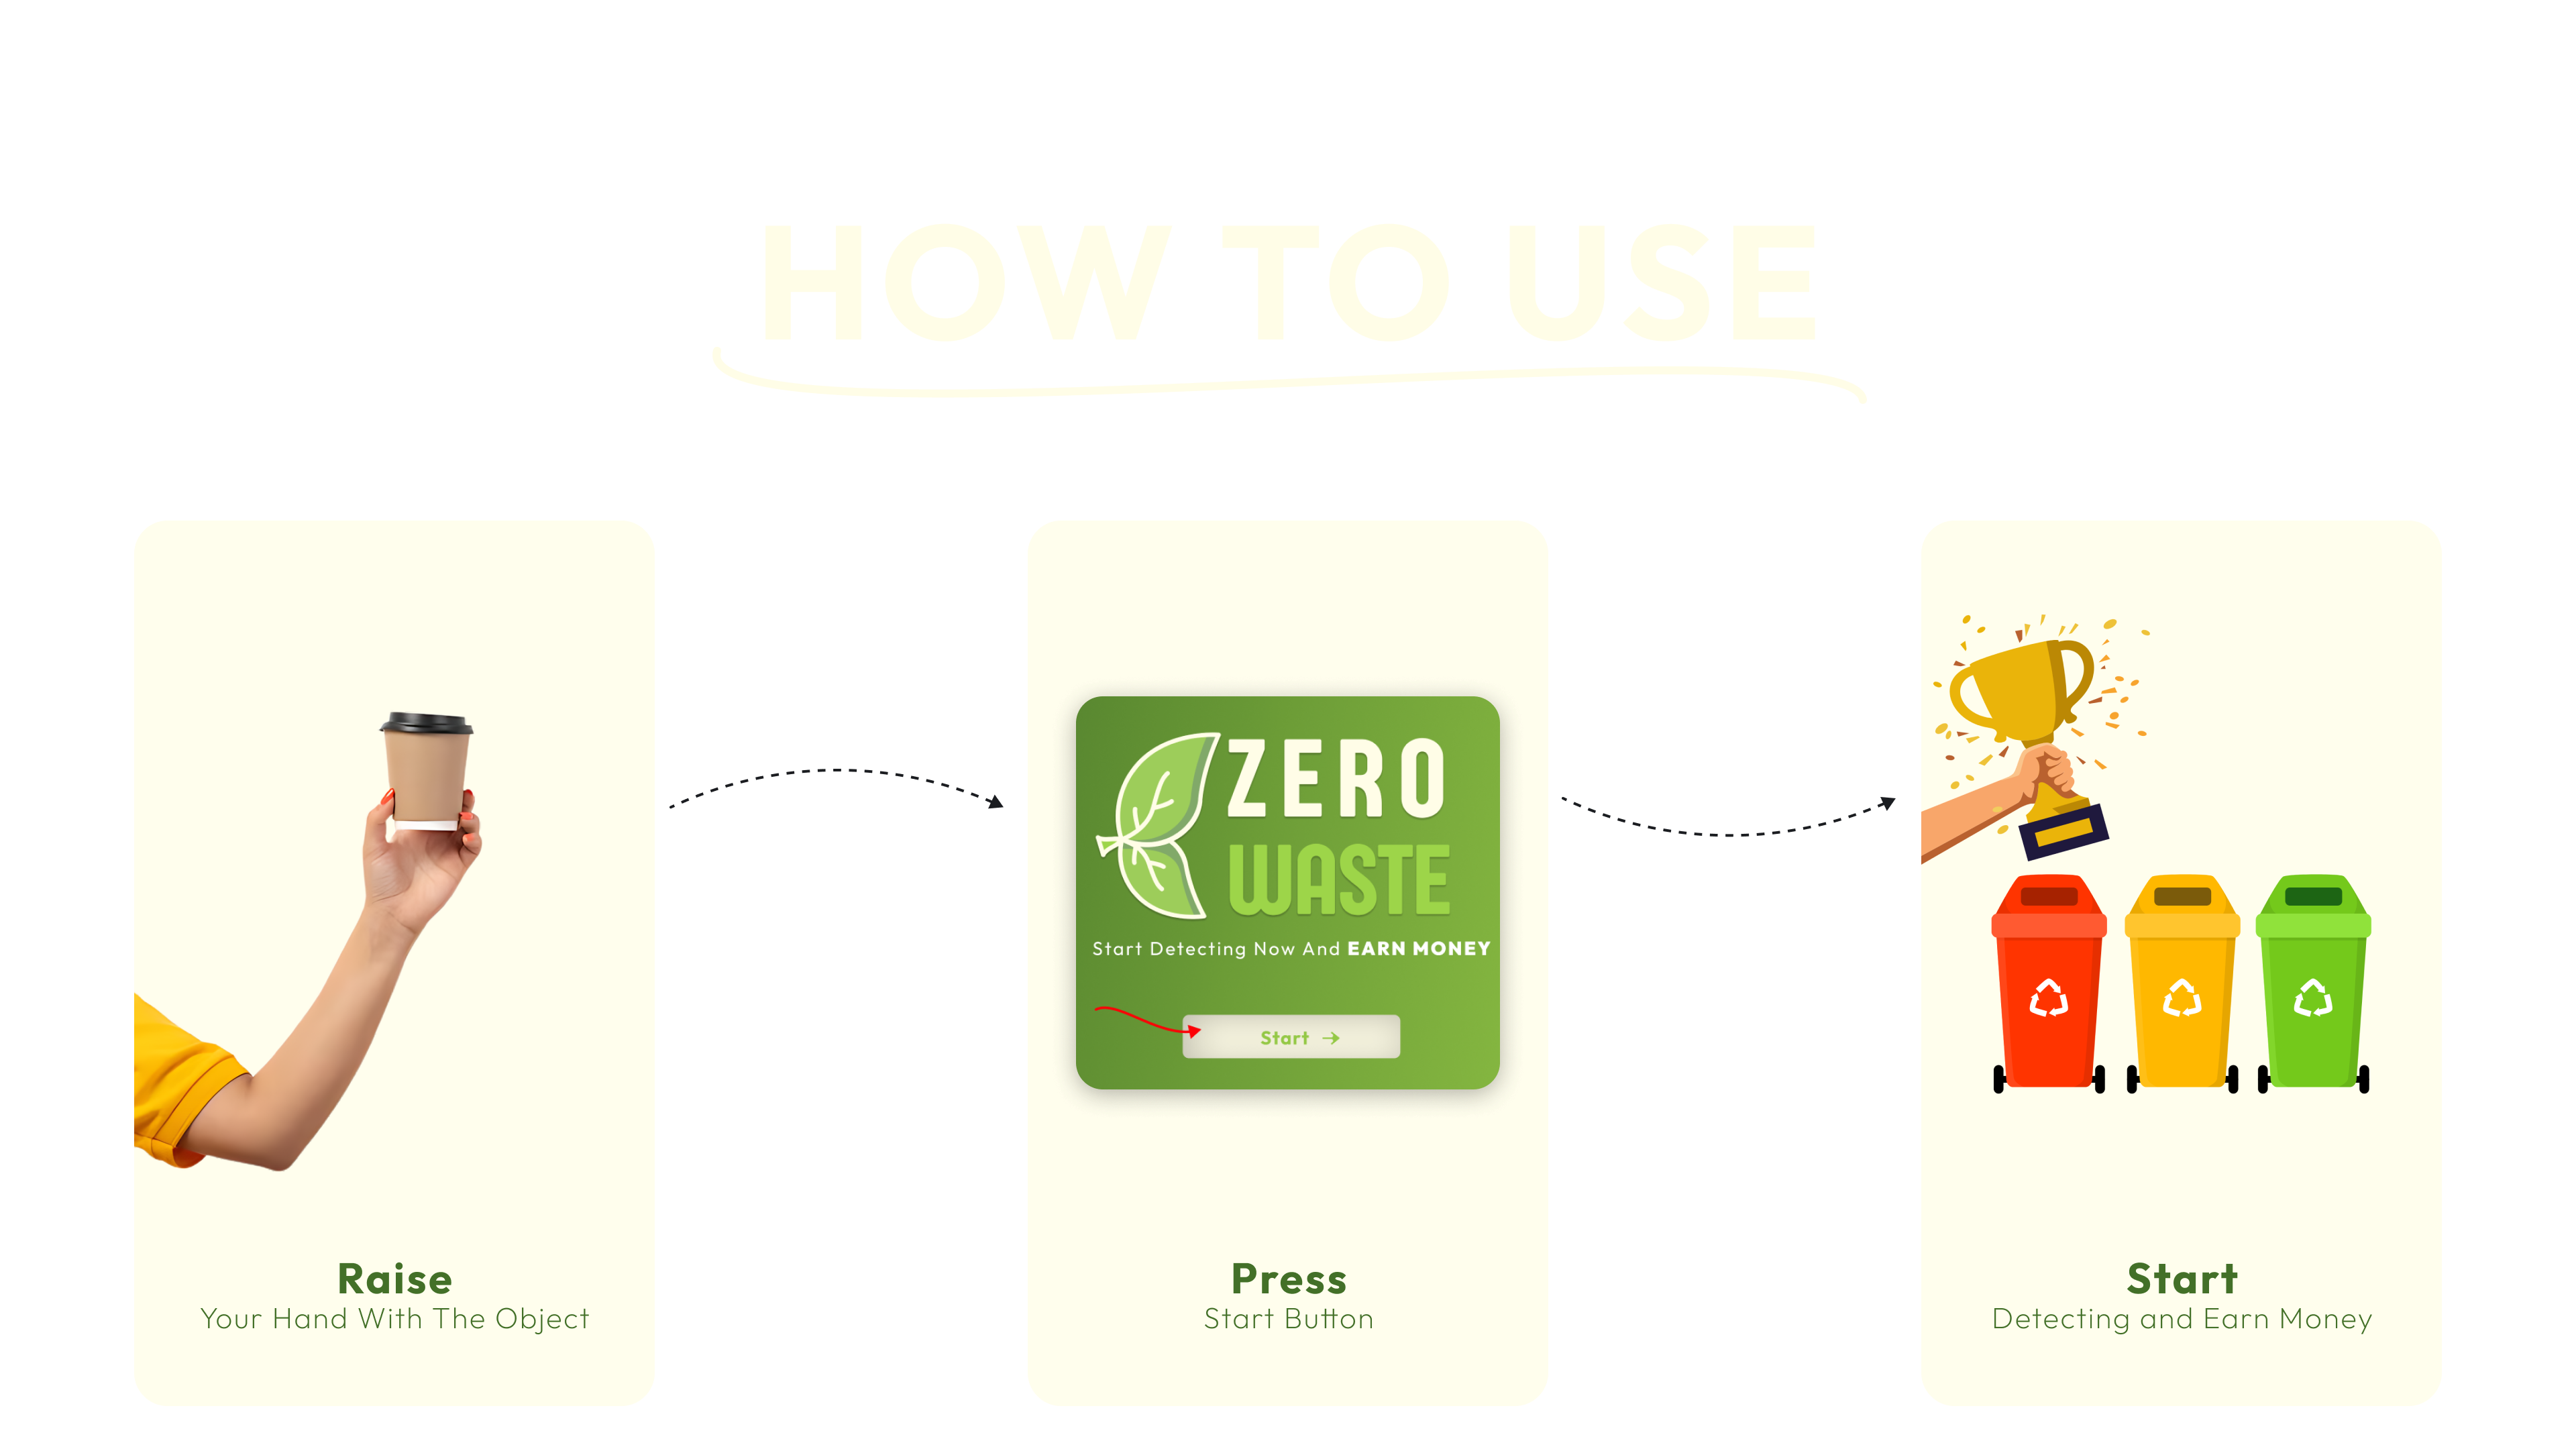 HOW TO USE
ZERO
WASTE
Start Detecting Now And EARN MONEY
Start
Raise
Your Hand With The Object
Press
Start Button
Start
Detecting and Earn Money